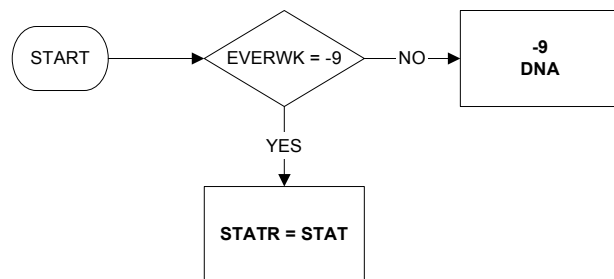 START
EVERWK = -9
NO
-9
DNA
YES
STATR = STAT